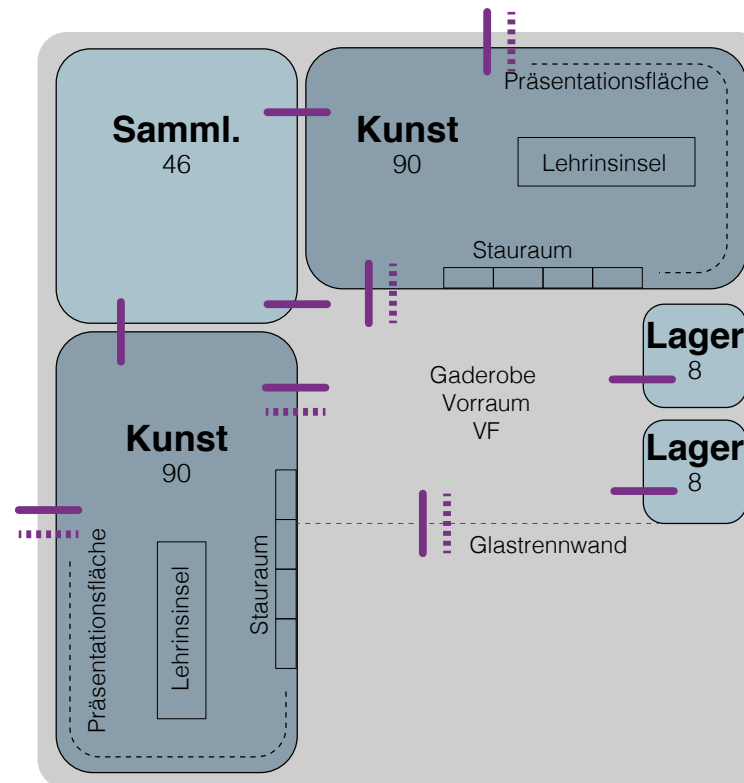 Präsentationsfläche
Samml.
46
Kunst
90
Lehrinsinsel
Stauraum
Lager
8
Gaderobe
Vorraum
VF
Lager
8
Kunst
90
Glastrennwand
Präsentationsfläche
Lehrinsinsel
Stauraum